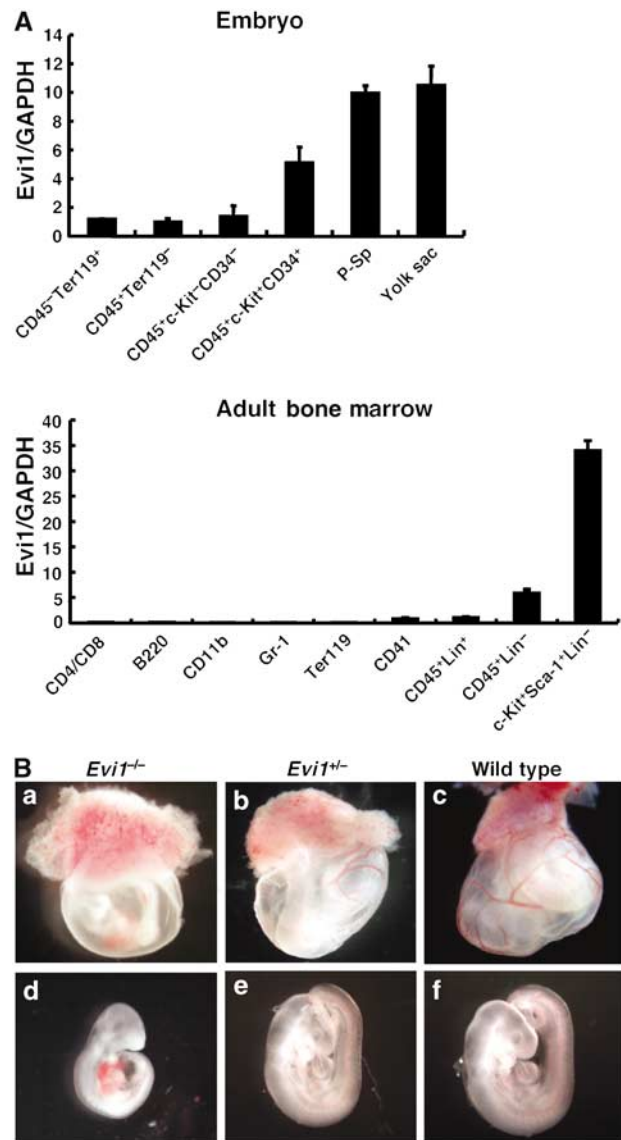 A
Embryo
Evi1/GAPDH
14
12
10
8
6
4
2
0
CD45⁻Ter119⁺
CD45⁺Ter119⁻
CD45⁺c-Kit⁻CD34⁻
CD45⁺c-Kit⁺CD34⁺
P-Sp
Yolk sac
Adult bone marrow
Evi1/GAPDH
40
35
30
25
20
15
10
5
0
CD4/CD8
B220
CD11b
Gr-1
Ter119
CD41
CD45⁺Lin⁺
CD45⁺Lin⁻
c-Kit⁺Sca-1⁺Lin⁻
B
Evi1⁻/⁻ Evi1⁺/⁻ Wild type
a b c
d e f